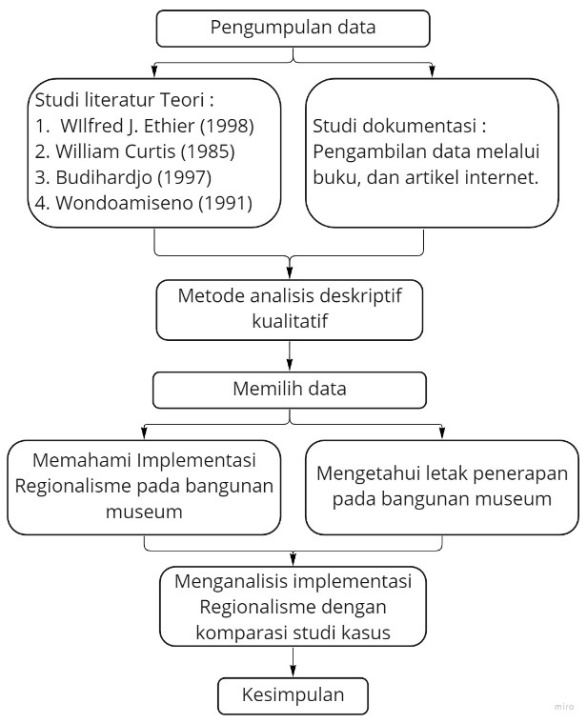 Pengumpulan data
Studi literatur Teori :
1. WIlfred J. Ethier (1998)
2. William Curtis (1985)
3. Budihardjo (1997)
4. Wondoamiseno (1991)
Studi dokumentasi :
Pengambilan data melalui
buku, dan artikel internet.
Metode analisis deskriptif
kualitatif
Memilih data
Memahami Implementasi
Regionalisme pada bangunan
museum
Mengetahui letak penerapan
pada bangunan museum
Menganalisis implementasi
Regionalisme dengan
komparasi studi kasus
Kesimpulan
miro